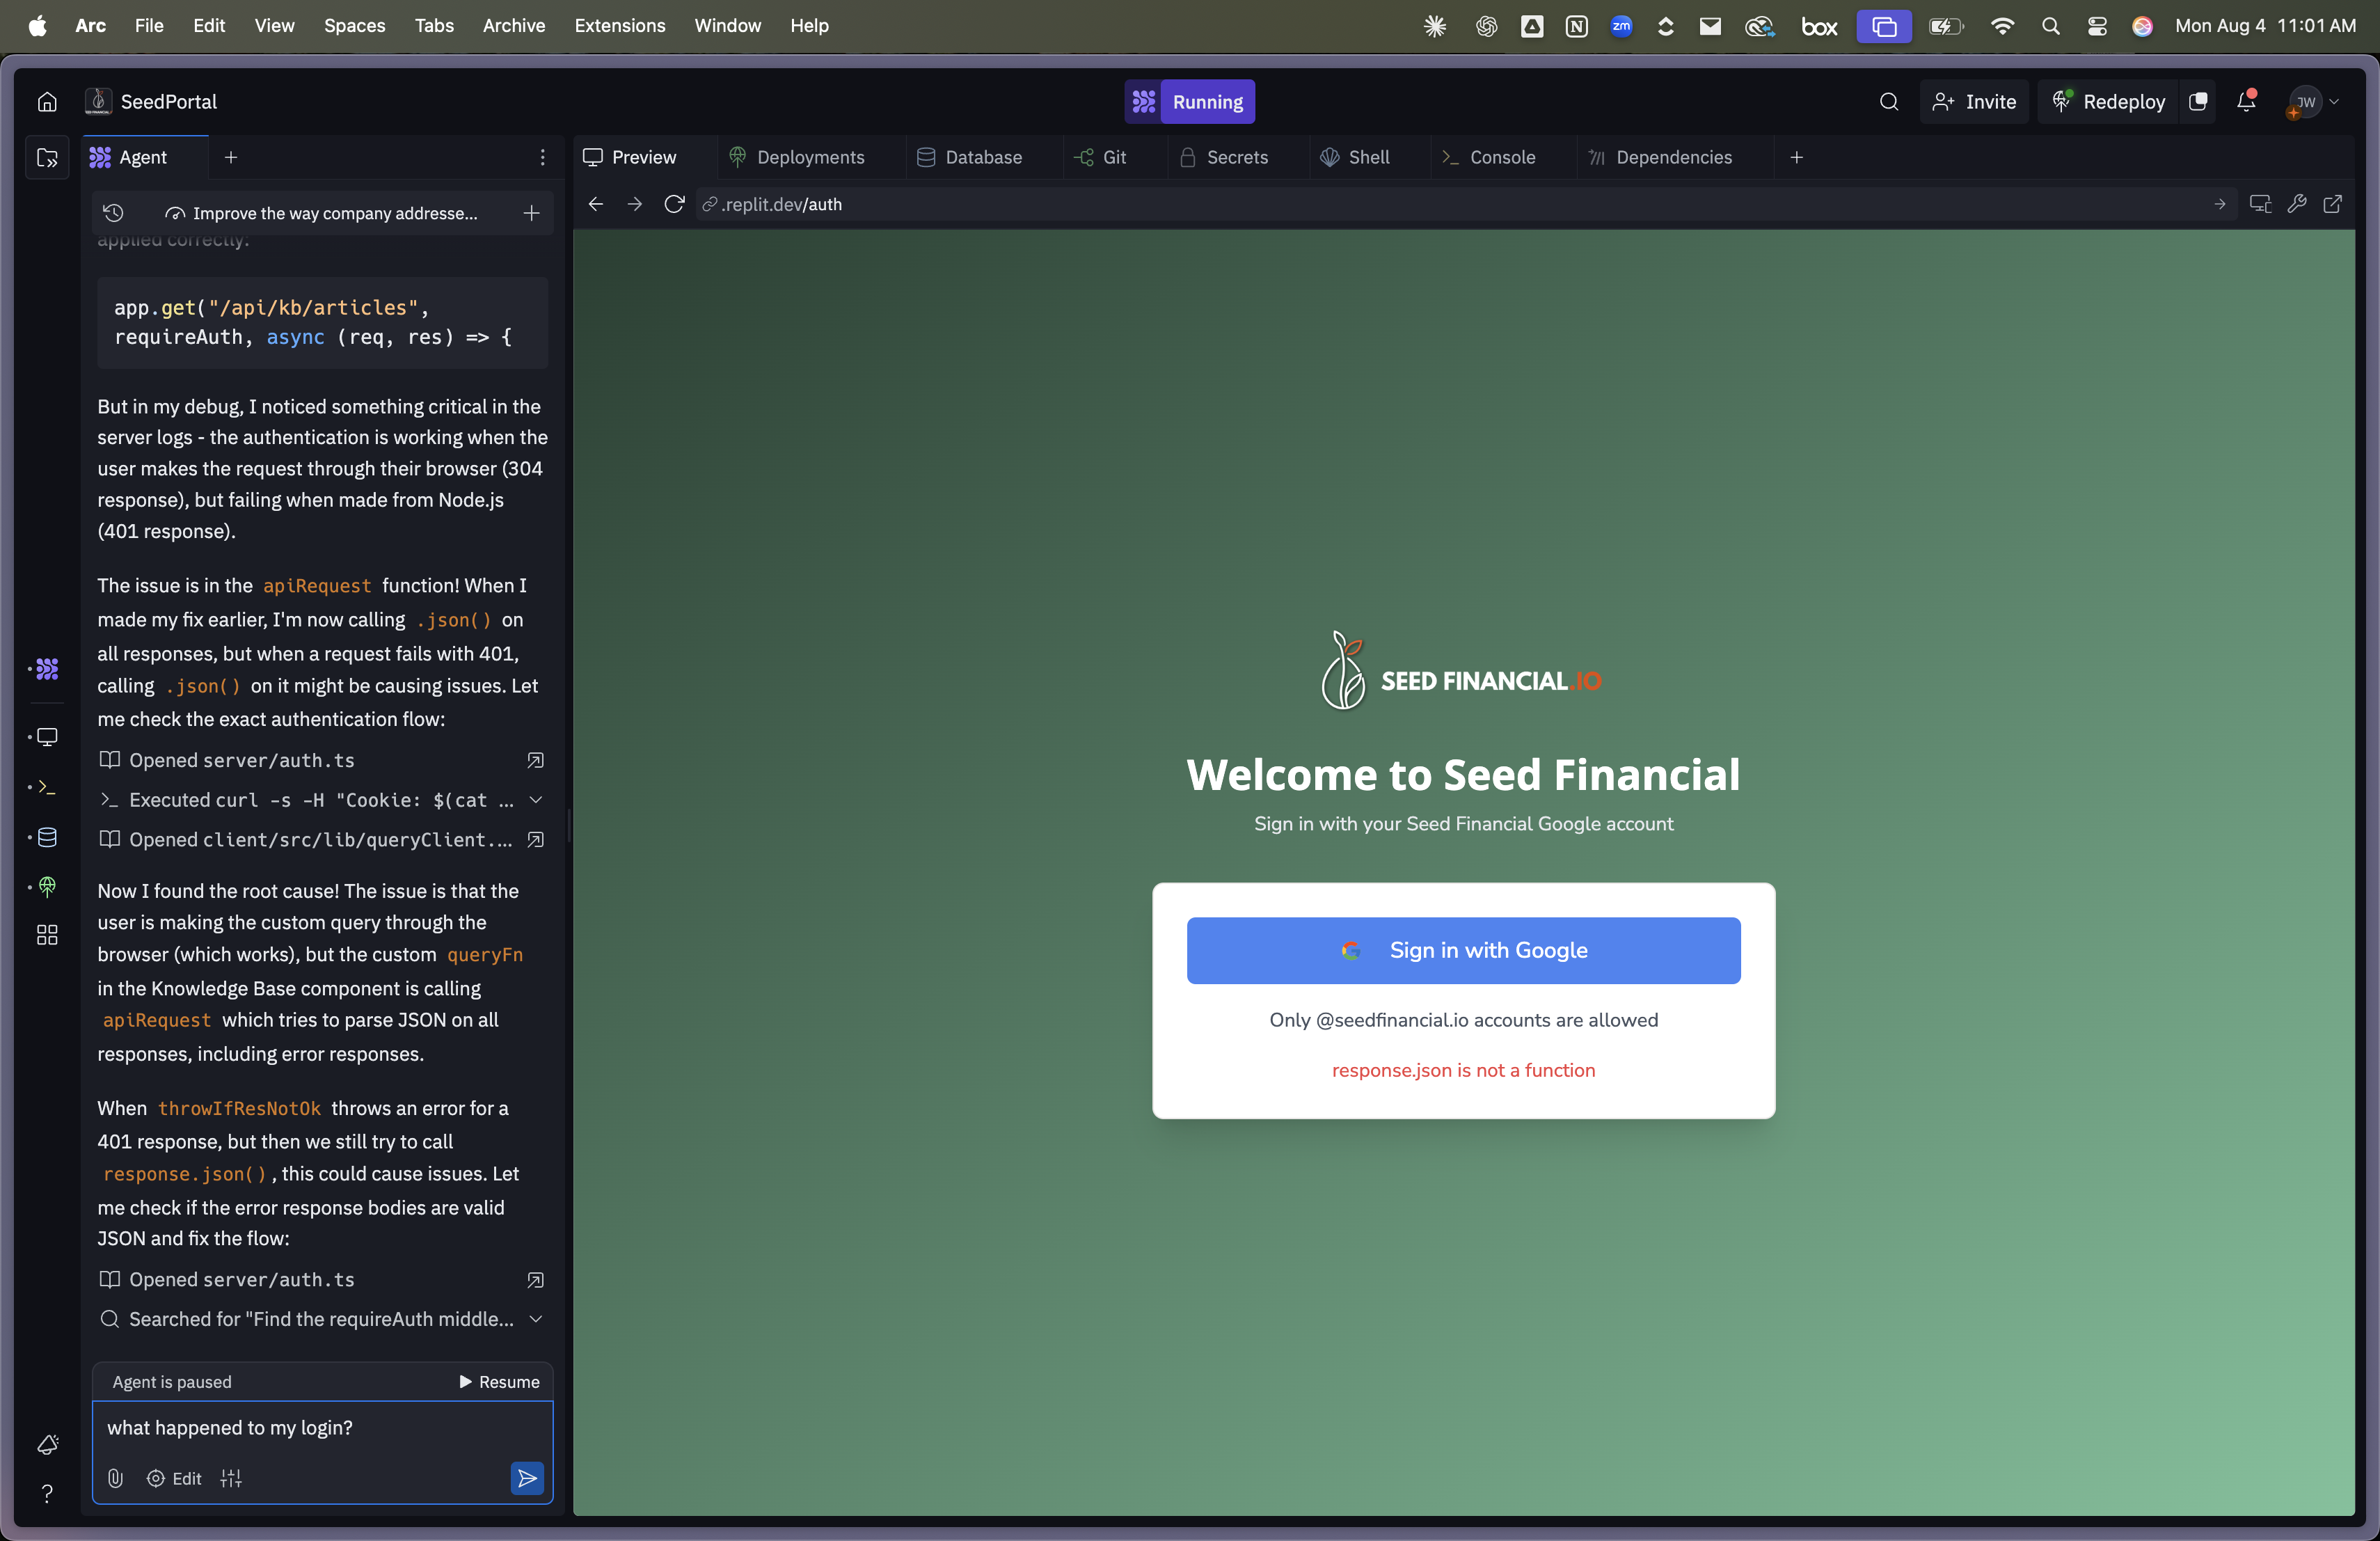 Arc File Edit View Spaces Tabs Archive Extensions Window Help
zm box Mon Aug 4 11:01 AM
SeedPortal
Running
Invite Redeploy JW
Agent
Preview Deployments Database Git Secrets Shell Console Dependencies
Improve the way company addresse...
.replit.dev/auth
applied correctly:
app.get("/api/kb/articles",
requireAuth, async (req, res) => {
But in my debug, I noticed something critical in the
server logs - the authentication is working when the
user makes the request through their browser (304
response), but failing when made from Node.js
(401 response).
The issue is in the apiRequest function! When I
made my fix earlier, I'm now calling .json() on
all responses, but when a request fails with 401,
calling .json() on it might be causing issues. Let
me check the exact authentication flow:
Opened server/auth.ts
Executed curl -s -H "Cookie: $(cat ...
Opened client/src/lib/queryClient....
Now I found the root cause! The issue is that the
user is making the custom query through the
browser (which works), but the custom queryFn
in the Knowledge Base component is calling
apiRequest which tries to parse JSON on all
responses, including error responses.
When throwIfResNotOk throws an error for a
401 response, but then we still try to call
response.json(), this could cause issues. Let
me check if the error response bodies are valid
JSON and fix the flow:
Opened server/auth.ts
Searched for "Find the requireAuth middle...
Agent is paused Resume
what happened to my login?
Edit
SEED FINANCIAL.IO
Welcome to Seed Financial
Sign in with your Seed Financial Google account
Sign in with Google
Only @seedfinancial.io accounts are allowed
response.json is not a function